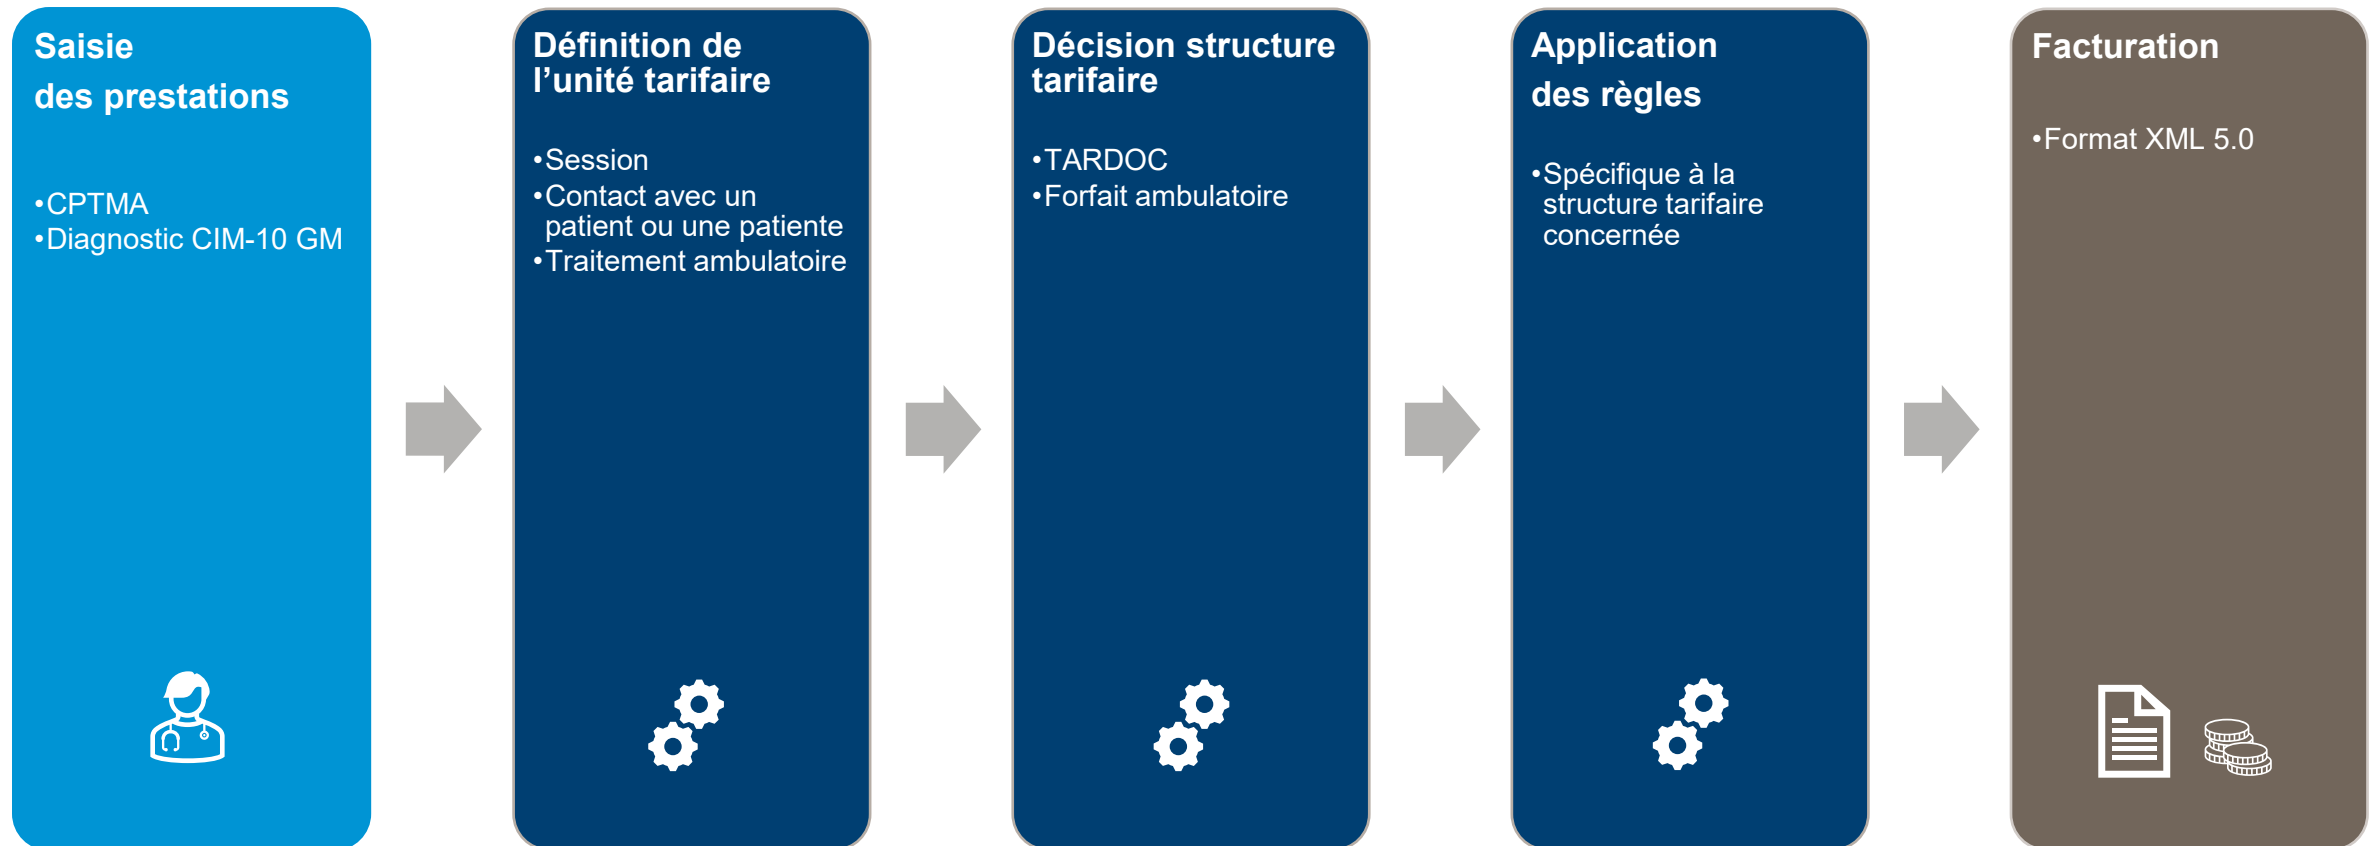 Saisie
des prestations
•CPTMA
•Diagnostic CIM-10 GM
Définition de
l’unité tarifaire
•Session
•Contact avec un
patient ou une patiente
•Traitement ambulatoire
Décision structure
tarifaire
•TARDOC
•Forfait ambulatoire
Application
des règles
•Spécifique à la
structure tarifaire
concernée
Facturation
•Format XML 5.0